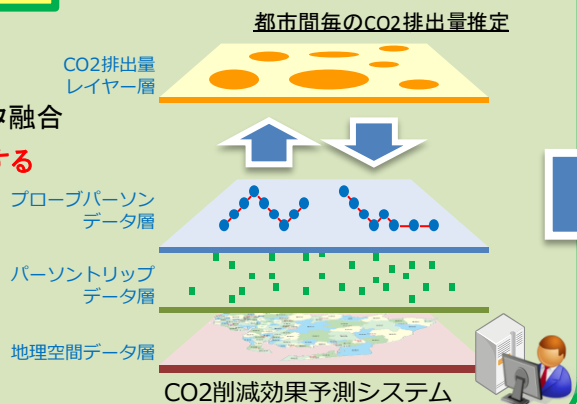 都市間毎のCO2排出量推定
CO2排出量
レイヤー層
融合
する
プローブパーソン
データ層
パーソントリップ
データ層
地理空間データ層
CO2削減効果予測システム